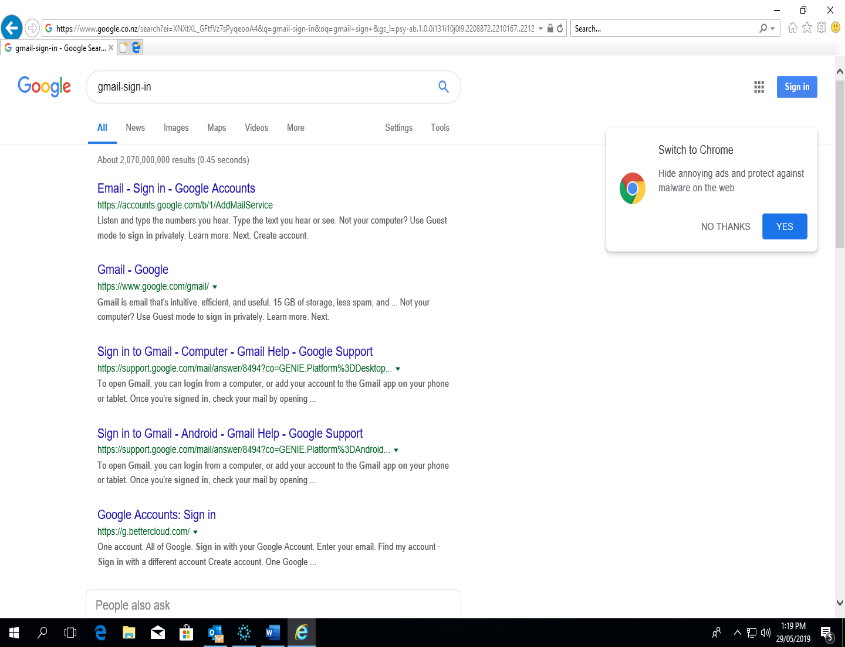 https://www.google.co.nz/search?ei=XNXtXL_GFtfVz7sPyqeooA4&q=gmail-sign-in&oq=gmail+sign+&gs_l=psy-ab.1.0.0i131i10j0l9.2208872.2210167..2212
Search...
gmail-sign-in - Google Sear...
Google
gmail-sign-in
Sign in
All News Images Maps Videos More Settings Tools
About 2,070,000,000 results (0.45 seconds)
Switch to Chrome
Hide annoying ads and protect against
malware on the web
NO THANKS YES
Email - Sign in - Google Accounts
https://accounts.google.com/b/1/AddMailService
Listen and type the numbers you hear. Type the text you hear or see. Not your computer? Use Guest
mode to sign in privately. Learn more. Next. Create account.
Gmail - Google
https://www.google.com/gmail/
Gmail is email that's intuitive, efficient, and useful. 15 GB of storage, less spam, and ... Not your
computer? Use Guest mode to sign in privately. Learn more. Next.
Sign in to Gmail - Computer - Gmail Help - Google Support
https://support.google.com/mail/answer/8494?co=GENIE.Platform%3DDesktop...
To open Gmail, you can login from a computer, or add your account to the Gmail app on your phone
or tablet. Once you're signed in, check your mail by opening ...
Sign in to Gmail - Android - Gmail Help - Google Support
https://support.google.com/mail/answer/8494?co=GENIE.Platform%3DAndroid...
To open Gmail, you can login from a computer, or add your account to the Gmail app on your phone
or tablet. Once you're signed in, check your mail by opening ...
Google Accounts: Sign in
https://g.bettercloud.com/
One account. All of Google. Sign in with your Google Account. Enter your email. Find my account ·
Sign in with a different account Create account. One Google ...
People also ask
1:19 PM
29/05/2019
5